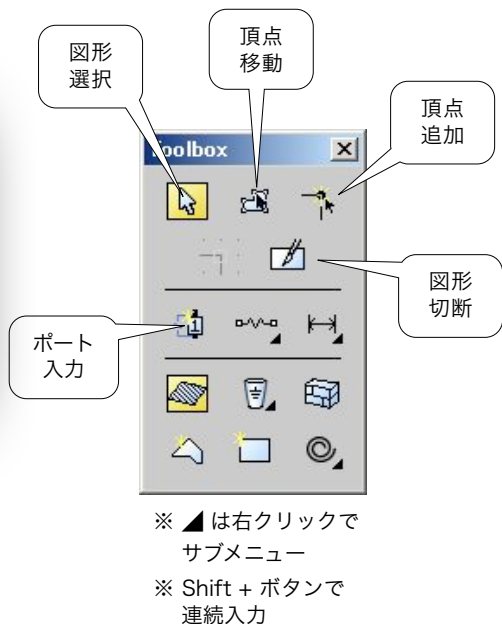 図形
選択
頂点
移動
頂点
追加
Toolbox
図形
切断
ポート
入力
1
※ ◢ は右クリックで
サブメニュー
※ Shift + ボタンで
連続入力